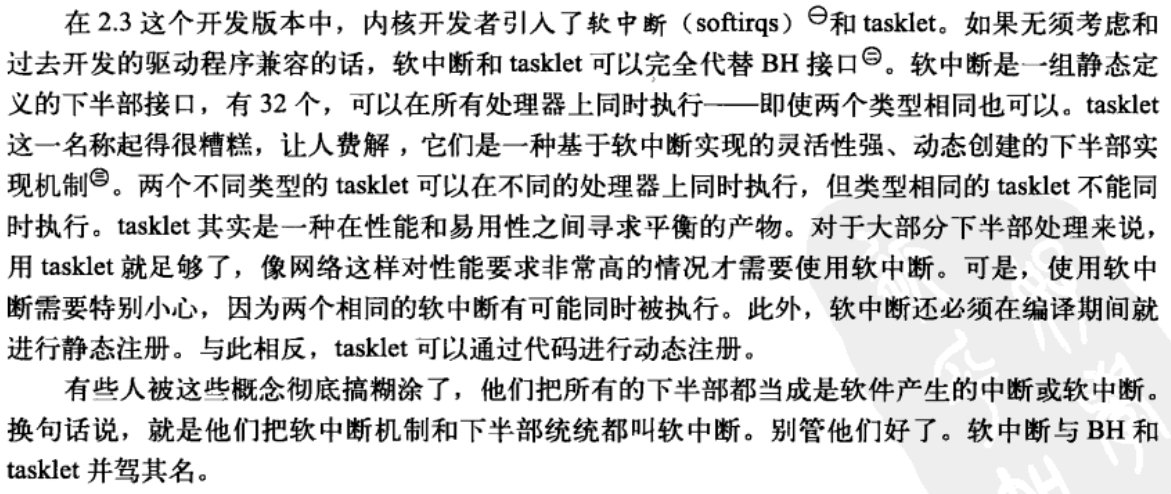 在 2.3 这个开发版本中，内核开发者引入了软中断（softirqs）㊀和 tasklet。如果无须考虑和
过去开发的驱动程序兼容的话，软中断和 tasklet 可以完全代替 BH 接口㊁。软中断是一组静态定
义的下半部接口，有 32 个，可以在所有处理器上同时执行——即使两个类型相同也可以。tasklet
这一名称起得很糟糕，让人费解，它们是一种基于软中断实现的灵活性强、动态创建的下半部实
现机制㊂。两个不同类型的 tasklet 可以在不同的处理器上同时执行，但类型相同的 tasklet 不能同
时执行。tasklet 其实是一种在性能和易用性之间寻求平衡的产物。对于大部分下半部处理来说，
用 tasklet 就足够了，像网络这样对性能要求非常高的情况才需要使用软中断。可是，使用软中
断需要特别小心，因为两个相同的软中断有可能同时被执行。此外，软中断还必须在编译期间就
进行静态注册。与此相反，tasklet 可以通过代码进行动态注册。
有些人被这些概念彻底搞糊涂了，他们把所有的下半部都当成是软件产生的中断或软中断。
换句话说，就是他们把软中断机制和下半部统统都叫软中断。别管他们好了。软中断与 BH 和
tasklet 并驾其名。